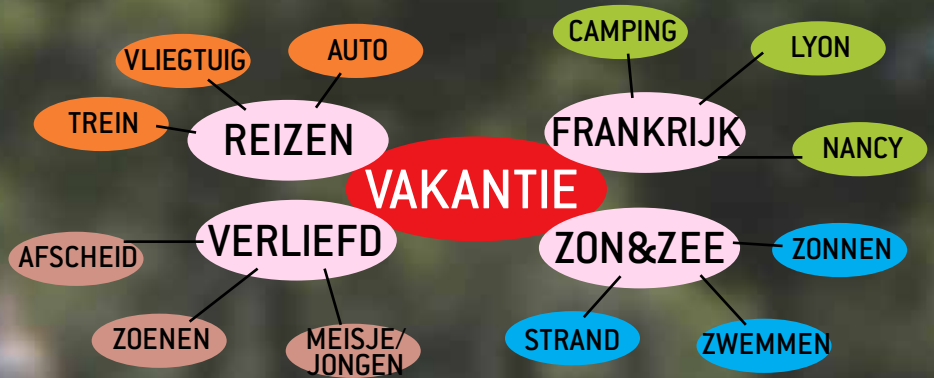 CAMPING
AUTO
LYON
VLIEGTUIG
TREIN
REIZEN
FRANKRIJK
NANCY
VAKANTIE
VERLIEFD
ZON&ZEE
ZONNEN
AFSCHEID
ZOENEN
MEISJE/
JONGEN
STRAND
ZWEMMEN